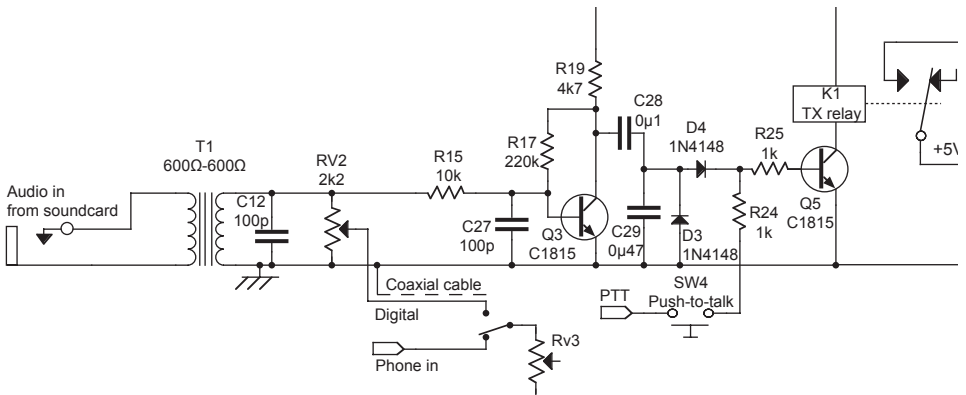 R19
4k7
K1
TX relay
C28
0µ1
+5V
T1
600Ω-600Ω
R17
220k
D4
1N4148
R25
1k
RV2
2k2
R15
10k
Audio in
from soundcard
C12
100p
C27
100p
Q3
C1815
C29
0µ47
D3
1N4148
R24
1k
Q5
C1815
Coaxial cable
Digital
PTT
SW4
Push-to-talk
Phone in
Rv3